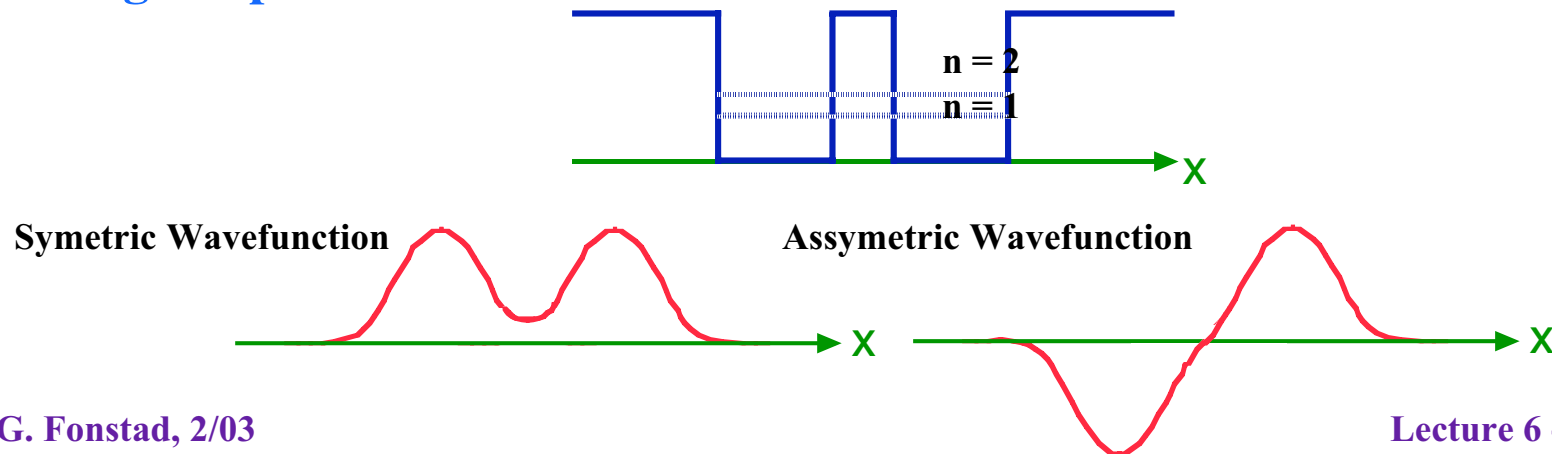 n = 2
n = 1
X
Symetric Wavefunction
Assymetric Wavefunction
X
X
G. Fonstad, 2/03
Lecture 6